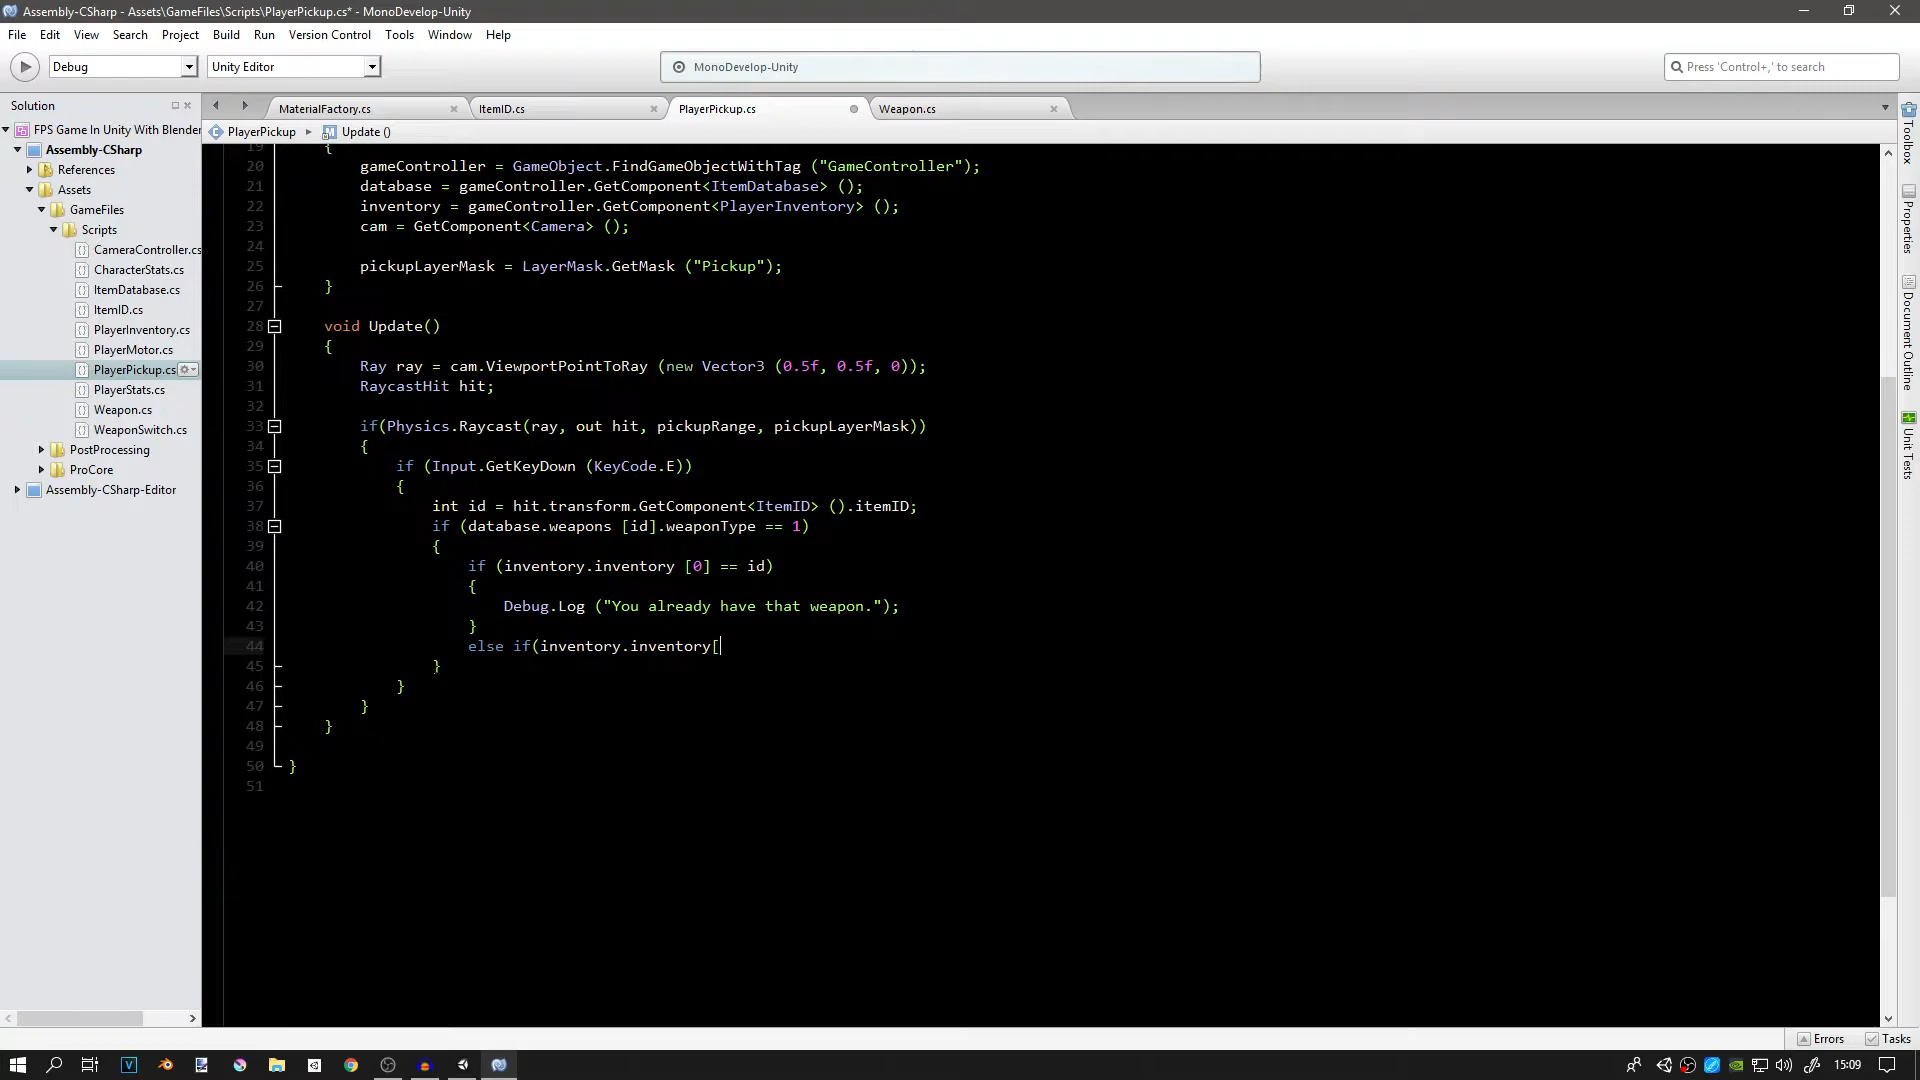 Assembly-CSharp - Assets\GameFiles\Scripts\PlayerPickup.cs* - MonoDevelop-Unity
File Edit View Search Project Build Run Version Control Tools Window Help
Debug Unity Editor MonoDevelop-Unity Press 'Control+,' to search
Solution
MaterialFactory.cs ItemID.cs PlayerPickup.cs Weapon.cs
PlayerPickup Update ()
FPS Game In Unity With Blender
Assembly-CSharp
References
Assets
GameFiles
Scripts
CameraController.cs
CharacterStats.cs
ItemDatabase.cs
ItemID.cs
PlayerInventory.cs
PlayerMotor.cs
PlayerPickup.cs
PlayerStats.cs
Weapon.cs
WeaponSwitch.cs
PostProcessing
ProCore
Assembly-CSharp-Editor
19 {
20 gameController = GameObject.FindGameObjectWithTag ("GameController");
21 database = gameController.GetComponent<ItemDatabase> ();
22 inventory = gameController.GetComponent<PlayerInventory> ();
23 cam = GetComponent<Camera> ();
24
25 pickupLayerMask = LayerMask.GetMask ("Pickup");
26 }
27
28 void Update()
29 {
30 Ray ray = cam.ViewportPointToRay (new Vector3 (0.5f, 0.5f, 0));
31 RaycastHit hit;
32
33 if(Physics.Raycast(ray, out hit, pickupRange, pickupLayerMask))
34 {
35 if (Input.GetKeyDown (KeyCode.E))
36 {
37 int id = hit.transform.GetComponent<ItemID> ().itemID;
38 if (database.weapons [id].weaponType == 1)
39 {
40 if (inventory.inventory [0] == id)
41 {
42 Debug.Log ("You already have that weapon.");
43 }
44 else if(inventory.inventory[
45 }
46 }
47 }
48 }
49
50 }
51
Toolbox
Properties
Document Outline
Unit Tests
Errors Tasks
15:09